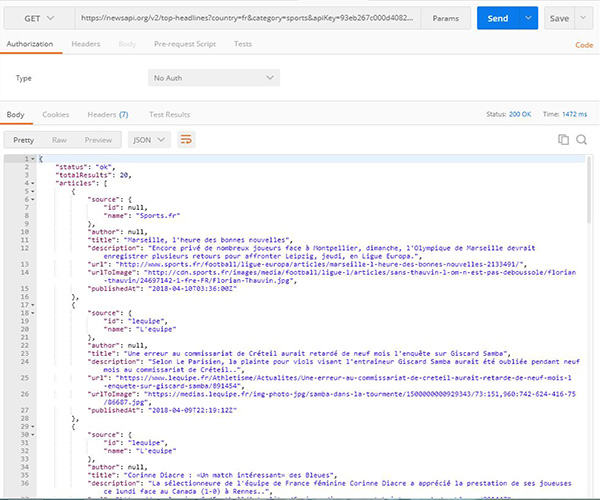 GET https://newsapi.org/v2/top-headlines?country=fr&category=sports&apiKey=93eb267c000d4082... Params Send Save
Authorization Headers Body Pre-request Script Tests Code
Type No Auth
Body Cookies Headers (7) Test Results Status: 200 OK Time: 1472 ms
Pretty Raw Preview JSON
1 {
2 "status": "ok",
3 "totalResults": 20,
4 "articles": [
5 {
6 "source": {
7 "id": null,
8 "name": "Sports.fr"
9 },
10 "author": null,
11 "title": "Marseille, l'heure des bonnes nouvelles",
12 "description": "Encore privé de nombreux joueurs face à Montpellier, dimanche, l'Olympique de Marseille devrait
enregistrer plusieurs retours pour affronter Leipzig, jeudi, en Ligue Europa.",
13 "url": "http://www.sports.fr/football/ligue-europa/articles/marseille-l-heure-des-bonnes-nouvelles-2133491/",
14 "urlToImage": "http://cdn.sports.fr/images/media/football/ligue-1/articles/sans-thauvin-l-om-n-est-pas-deboussole/florian
-thauvin/24697142-1-fre-FR/Florian-Thauvin.jpg",
15 "publishedAt": "2018-04-10T03:36:00Z"
16 },
17 {
18 "source": {
19 "id": "lequipe",
20 "name": "L'equipe"
21 },
22 "author": null,
23 "title": "Une erreur au commissariat de Créteil aurait retardé de neuf mois l'enquête sur Giscard Samba",
24 "description": "Selon Le Parisien, la plainte pour viols visant l'entraîneur Giscard Samba aurait été oubliée pendant neuf
mois au commissariat de Créteil..",
25 "url": "https://www.lequipe.fr/Athletisme/Actualites/Une-erreur-au-commissariat-de-creteil-aurait-retarde-de-neuf-mois-l
-enquete-sur-giscard-samba/891454",
26 "urlToImage": "https://medias.lequipe.fr/img-photo-jpg/samba-dans-la-tourmente/1500000000929343/73:151,960:742-624-416-75
/86687.jpg",
27 "publishedAt": "2018-04-09T22:19:12Z"
28 },
29 {
30 "source": {
31 "id": "lequipe",
32 "name": "L'equipe"
33 },
34 "author": null,
35 "title": "Corinne Diacre : «Un match intéressant» des Bleues",
36 "description": "La sélectionneure de l'équipe de France féminine Corinne Diacre a apprécié la prestation de ses joueuses
ce lundi face au Canada (1-0) à Rennes..",